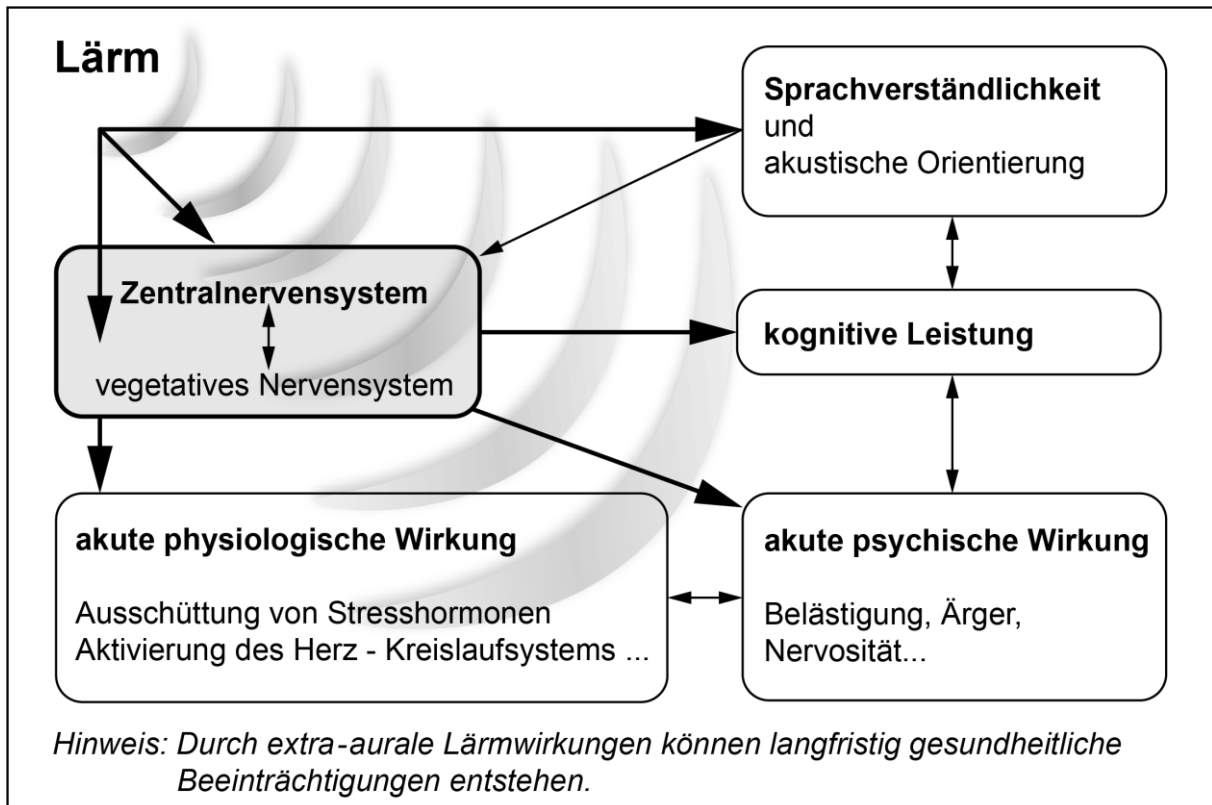 Lärm
Sprachverständlichkeit
und
akustische Orientierung
Zentralnervensystem
vegetatives Nervensystem
kognitive Leistung
akute physiologische Wirkung
Ausschüttung von Stresshormonen
Aktivierung des Herz - Kreislaufsystems ...
akute psychische Wirkung
Belästigung, Ärger,
Nervosität...
Hinweis: Durch extra-aurale Lärmwirkungen können langfristig gesundheitliche
Beeinträchtigungen entstehen.